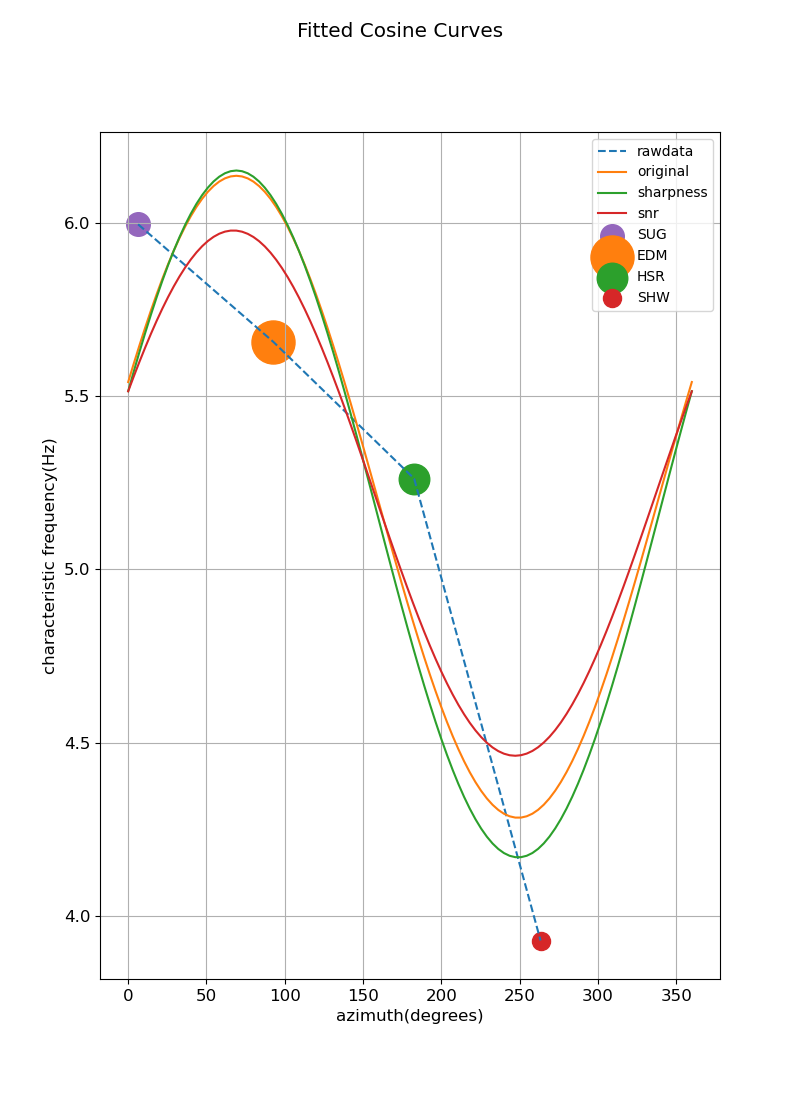 Fitted Cosine Curves
rawdata
original
sharpness
snr
SUG
EDM
HSR
SHW
6.0
5.5
5.0
4.5
4.0
characteristic frequency(Hz)
0 50 100 150 200 250 300 350
azimuth(degrees)